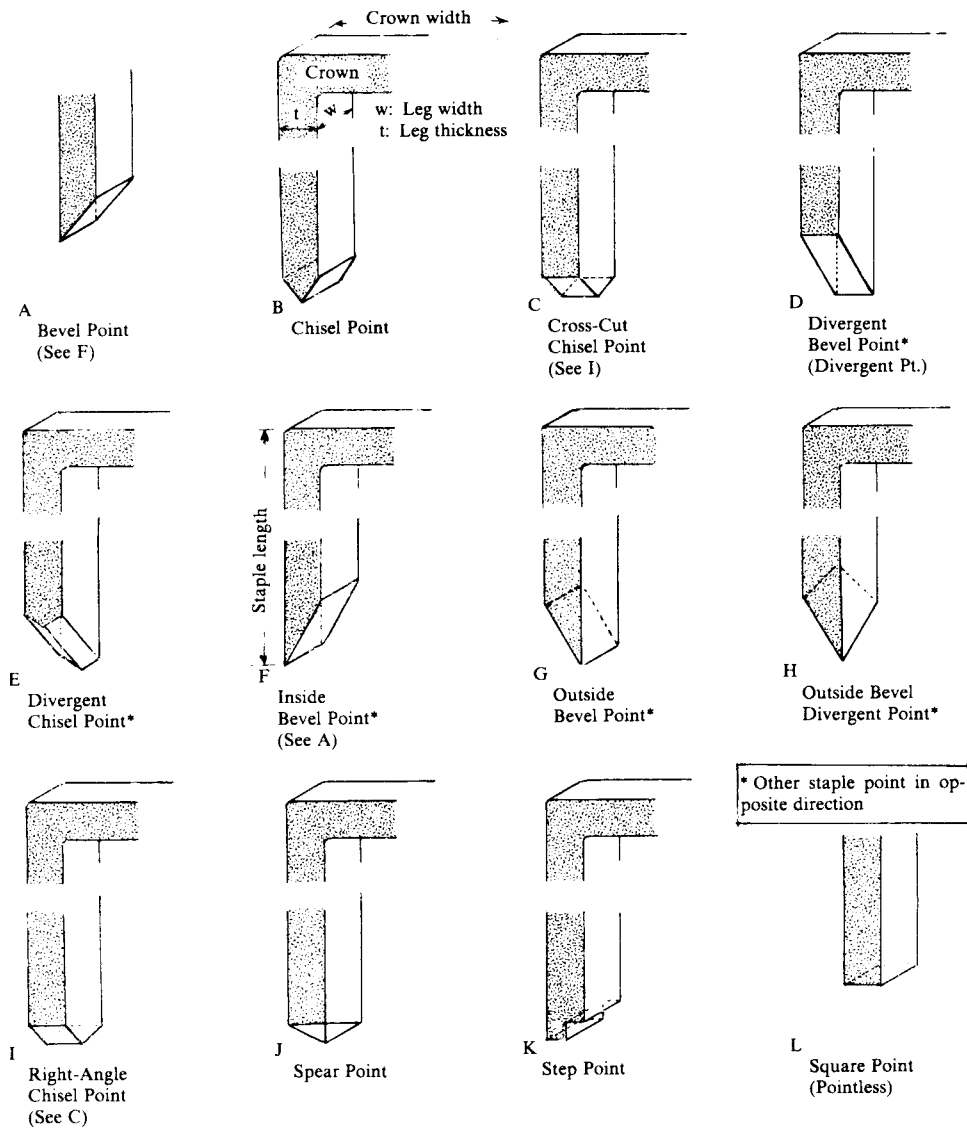 Crown width
Crown
t
w
w: Leg width
t: Leg thickness
A
Bevel Point
(See F)
B
Chisel Point
C
Cross-Cut
Chisel Point
(See I)
D
Divergent
Bevel Point*
(Divergent Pt.)
Staple length
E
Divergent
Chisel Point*
F
Inside
Bevel Point*
(See A)
G
Outside
Bevel Point*
H
Outside Bevel
Divergent Point*
I
Right-Angle
Chisel Point
(See C)
J
Spear Point
K
Step Point
* Other staple point in op-
posite direction
L
Square Point
(Pointless)